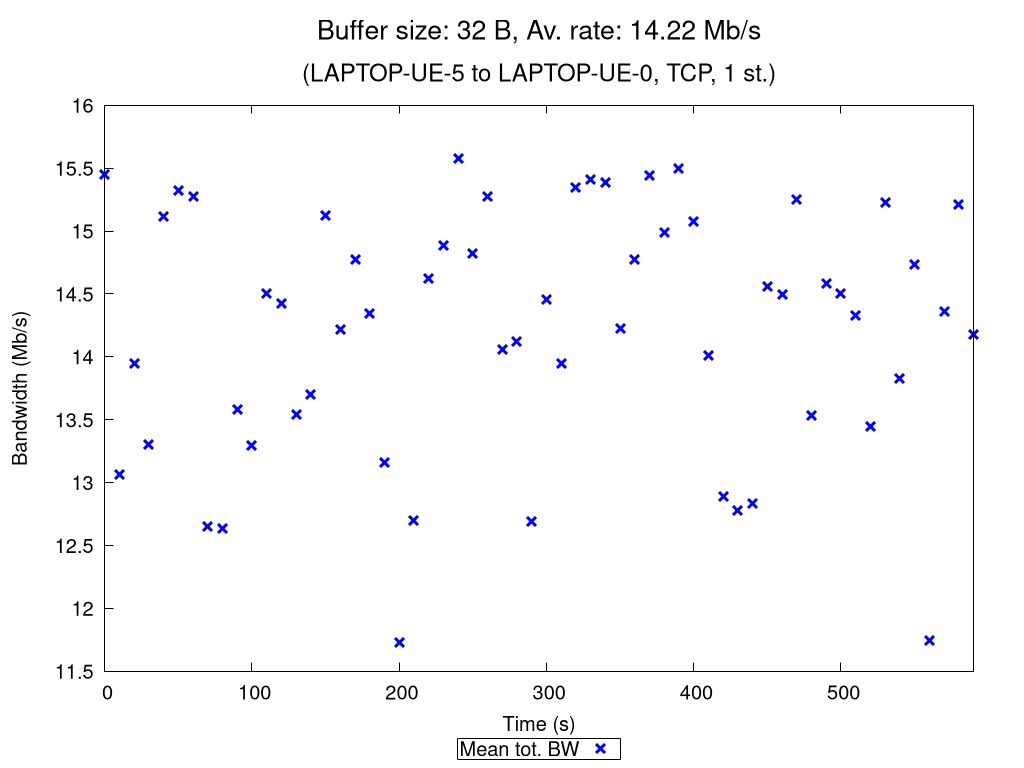 Buffer size: 32 B, Av. rate: 14.22 Mb/s
(LAPTOP-UE-5 to LAPTOP-UE-0, TCP, 1 st.)
16
15.5
15
14.5
14
13.5
13
12.5
12
11.5
Bandwidth (Mb/s)
0 100 200 300 400 500
Time (s)
Mean tot. BW